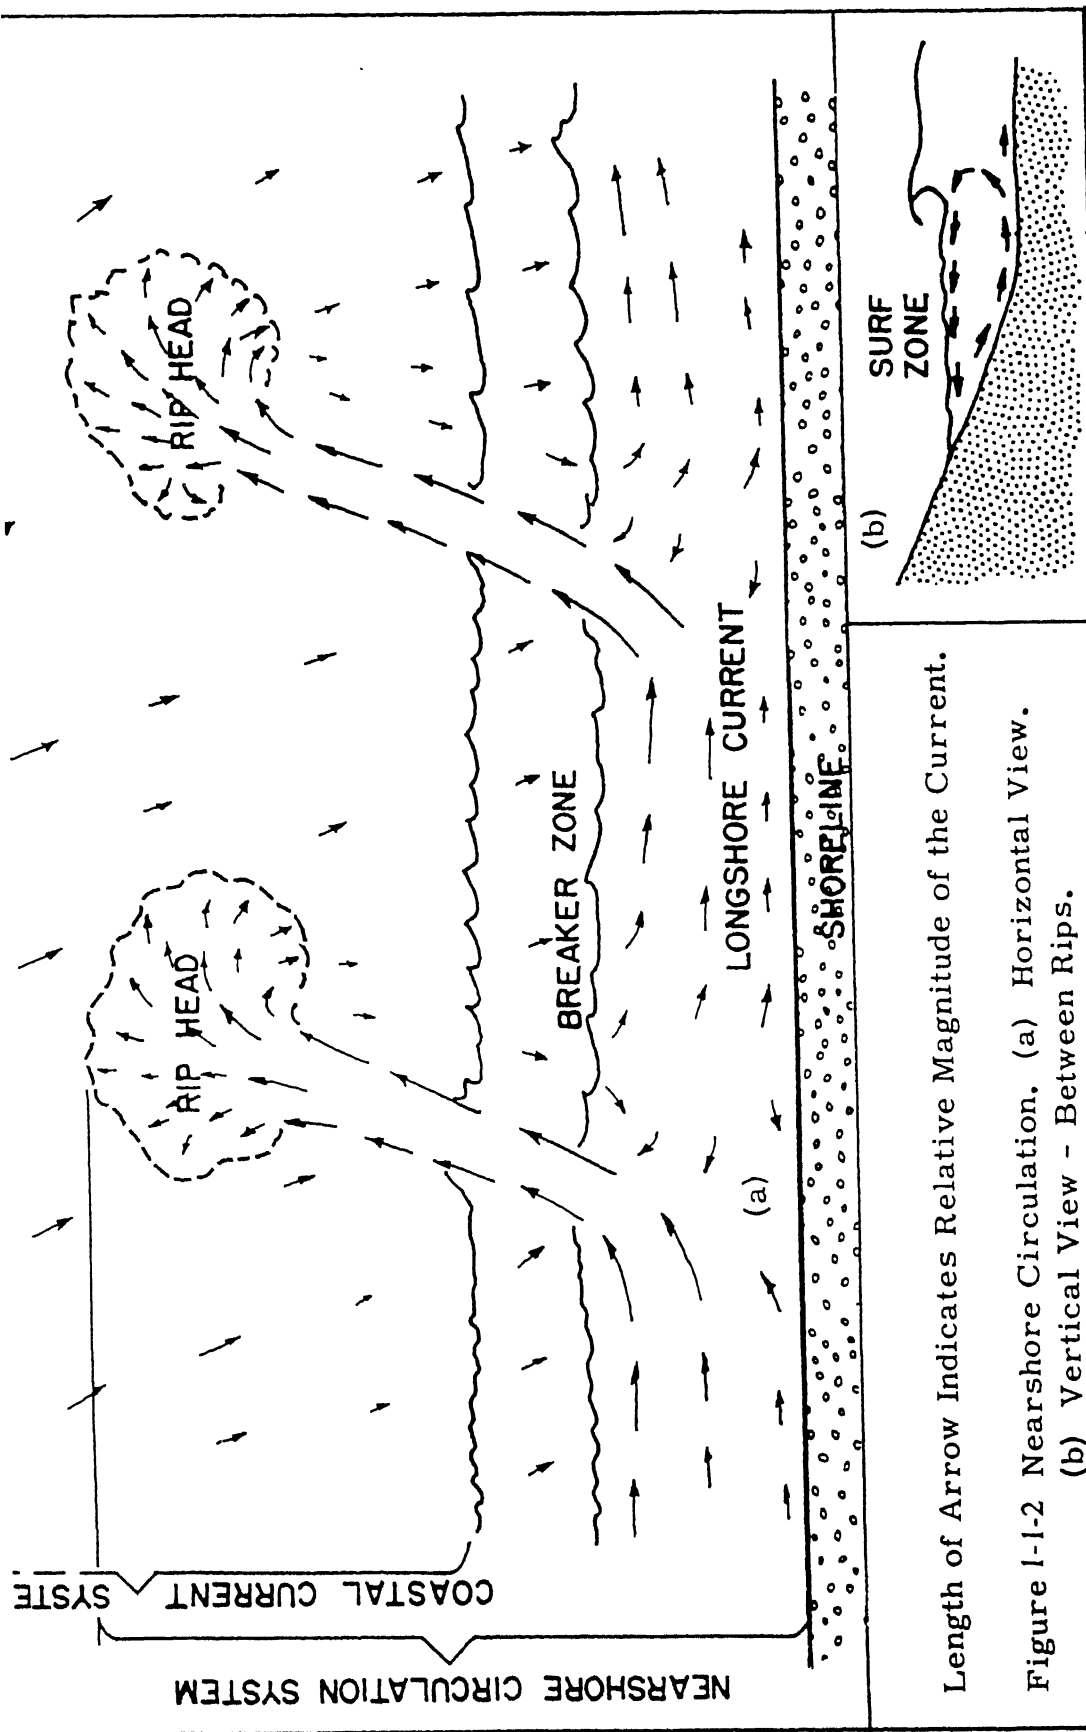 COASTAL CURRENT SYSTE
NEARSHORE CIRCULATION SYSTEM
RIP HEAD
RIP HEAD
BREAKER ZONE
LONGSHORE CURRENT
(a)
SHORELINE
(b)
SURF
ZONE
Length of Arrow Indicates Relative Magnitude of the Current.
Figure 1-1-2 Nearshore Circulation. (a) Horizontal View.
(b) Vertical View - Between Rips.